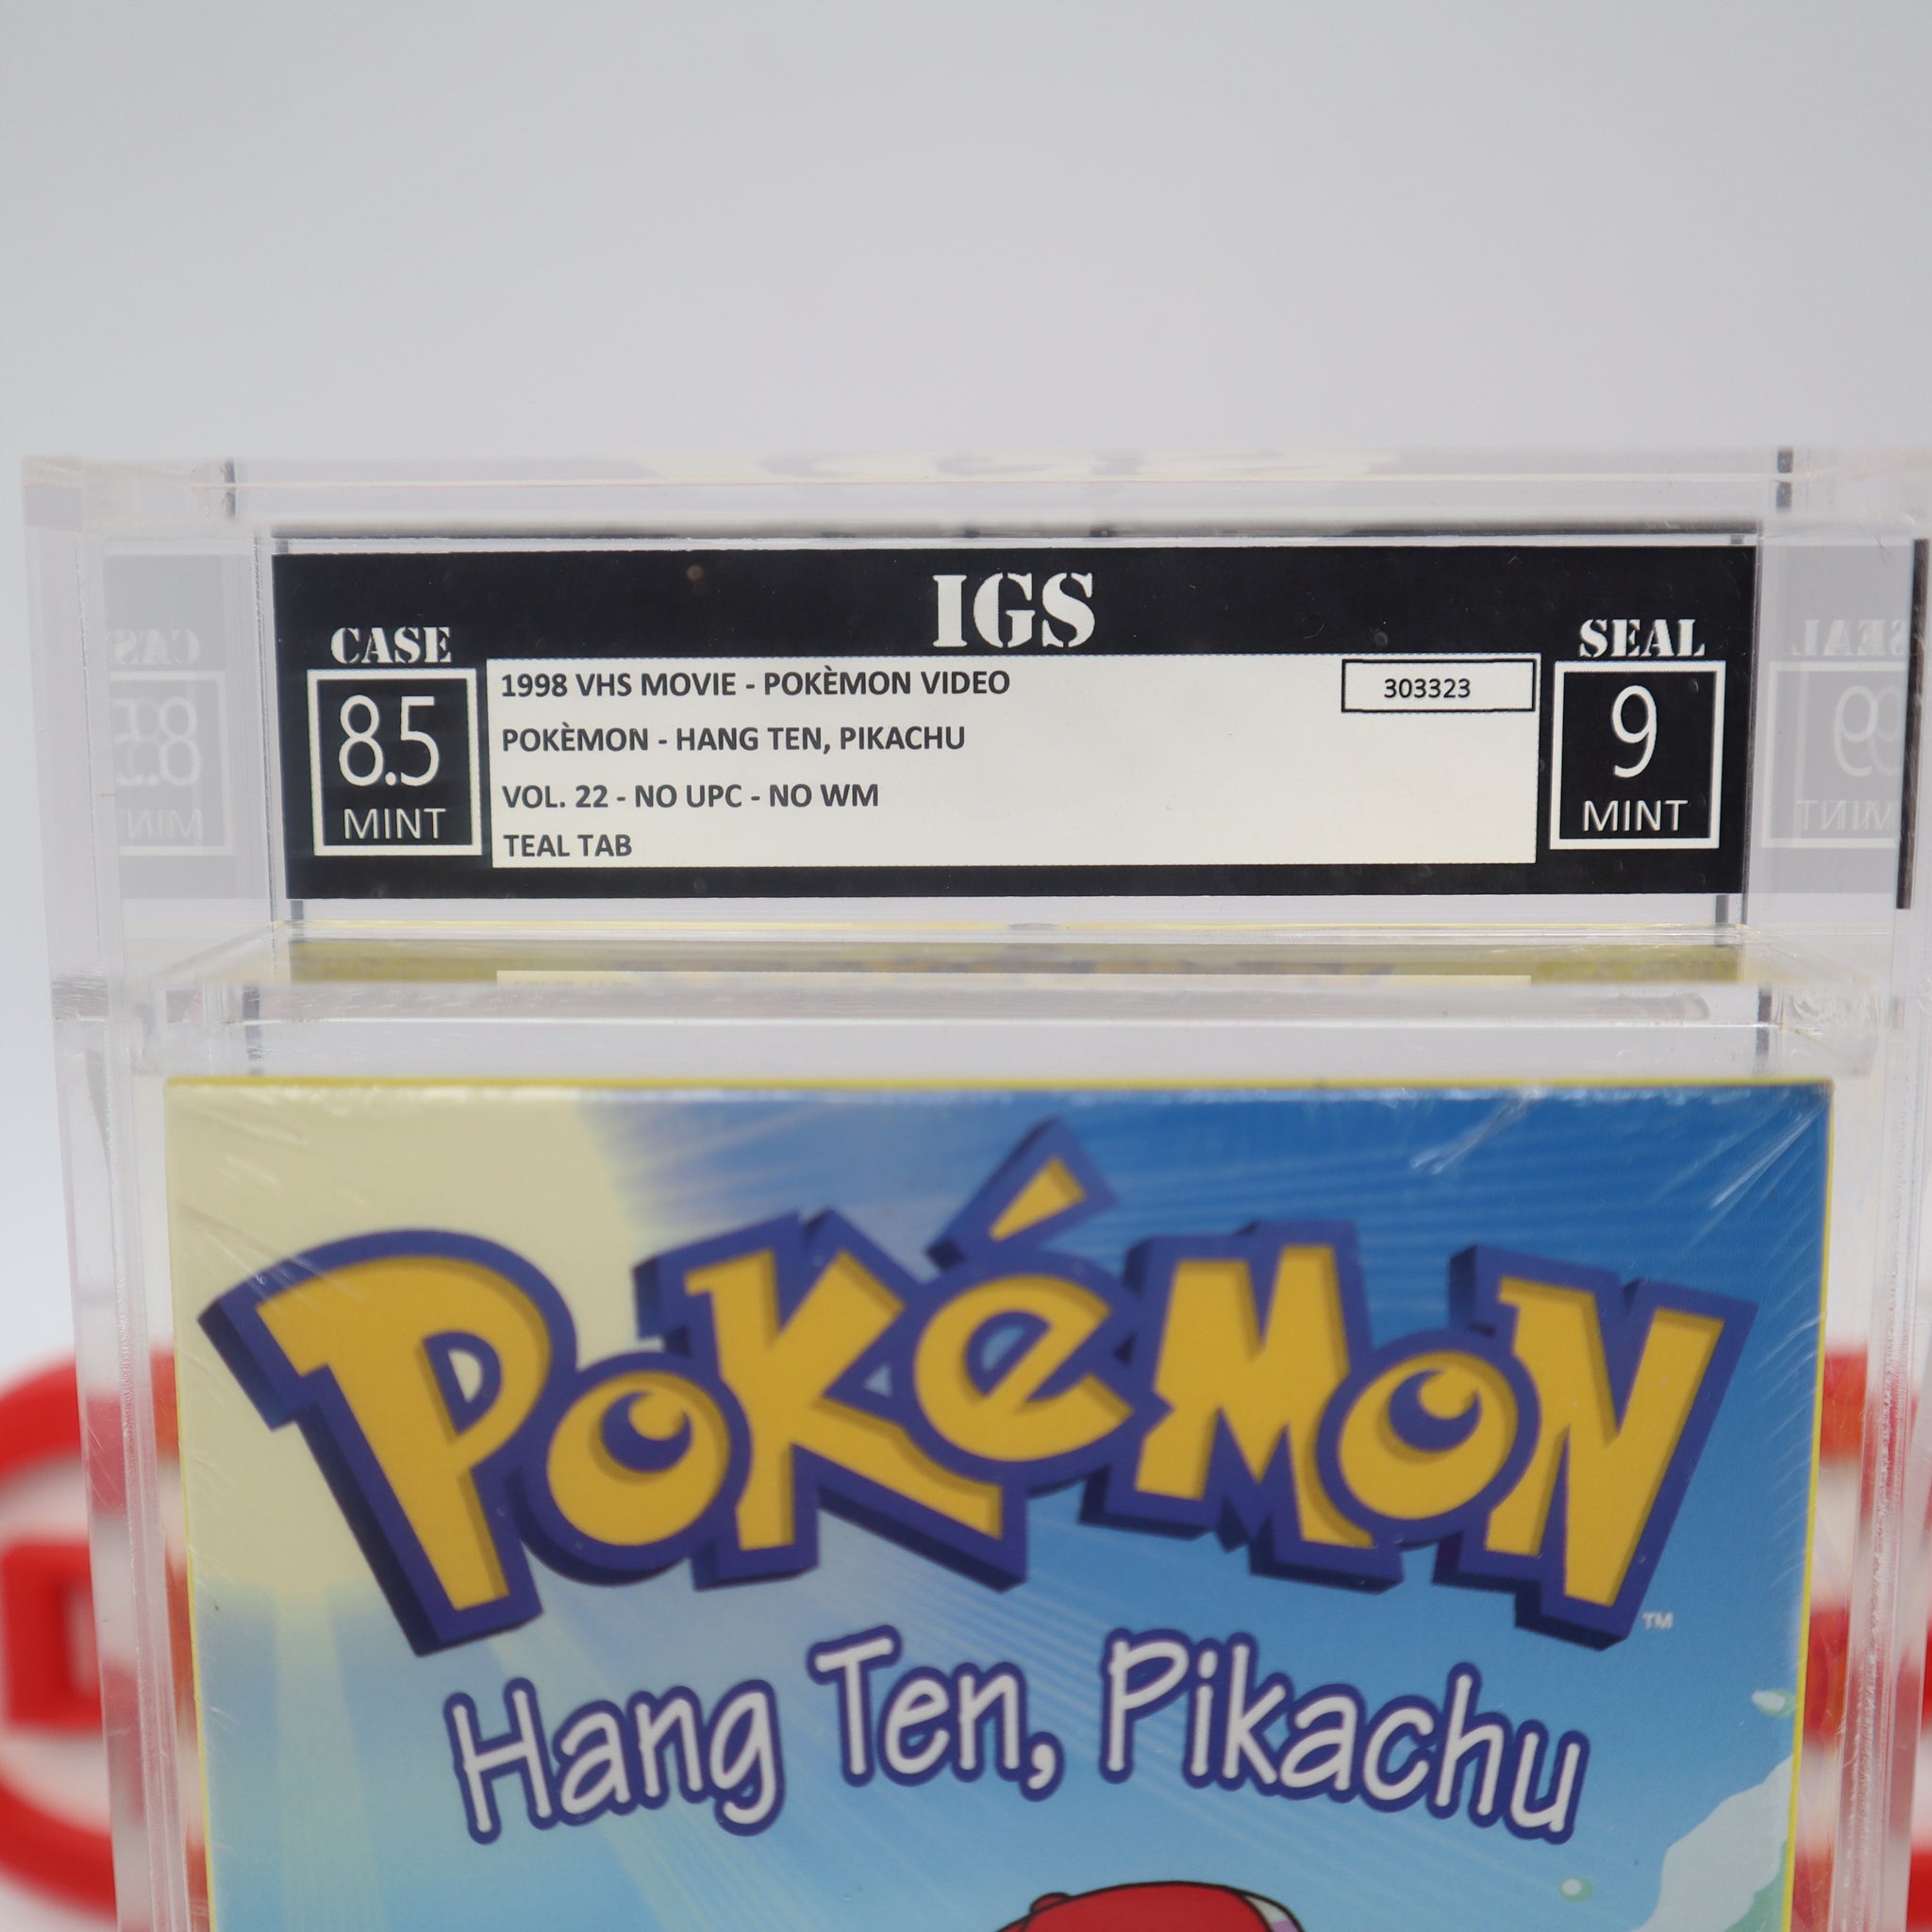 IGS
CASE
8.5
MINT
1998 VHS MOVIE - POKÈMON VIDEO
303323
POKÈMON - HANG TEN, PIKACHU
VOL. 22 - NO UPC - NO WM
TEAL TAB
SEAL
9
MINT
POKéMON
TM
Hang Ten, Pikachu